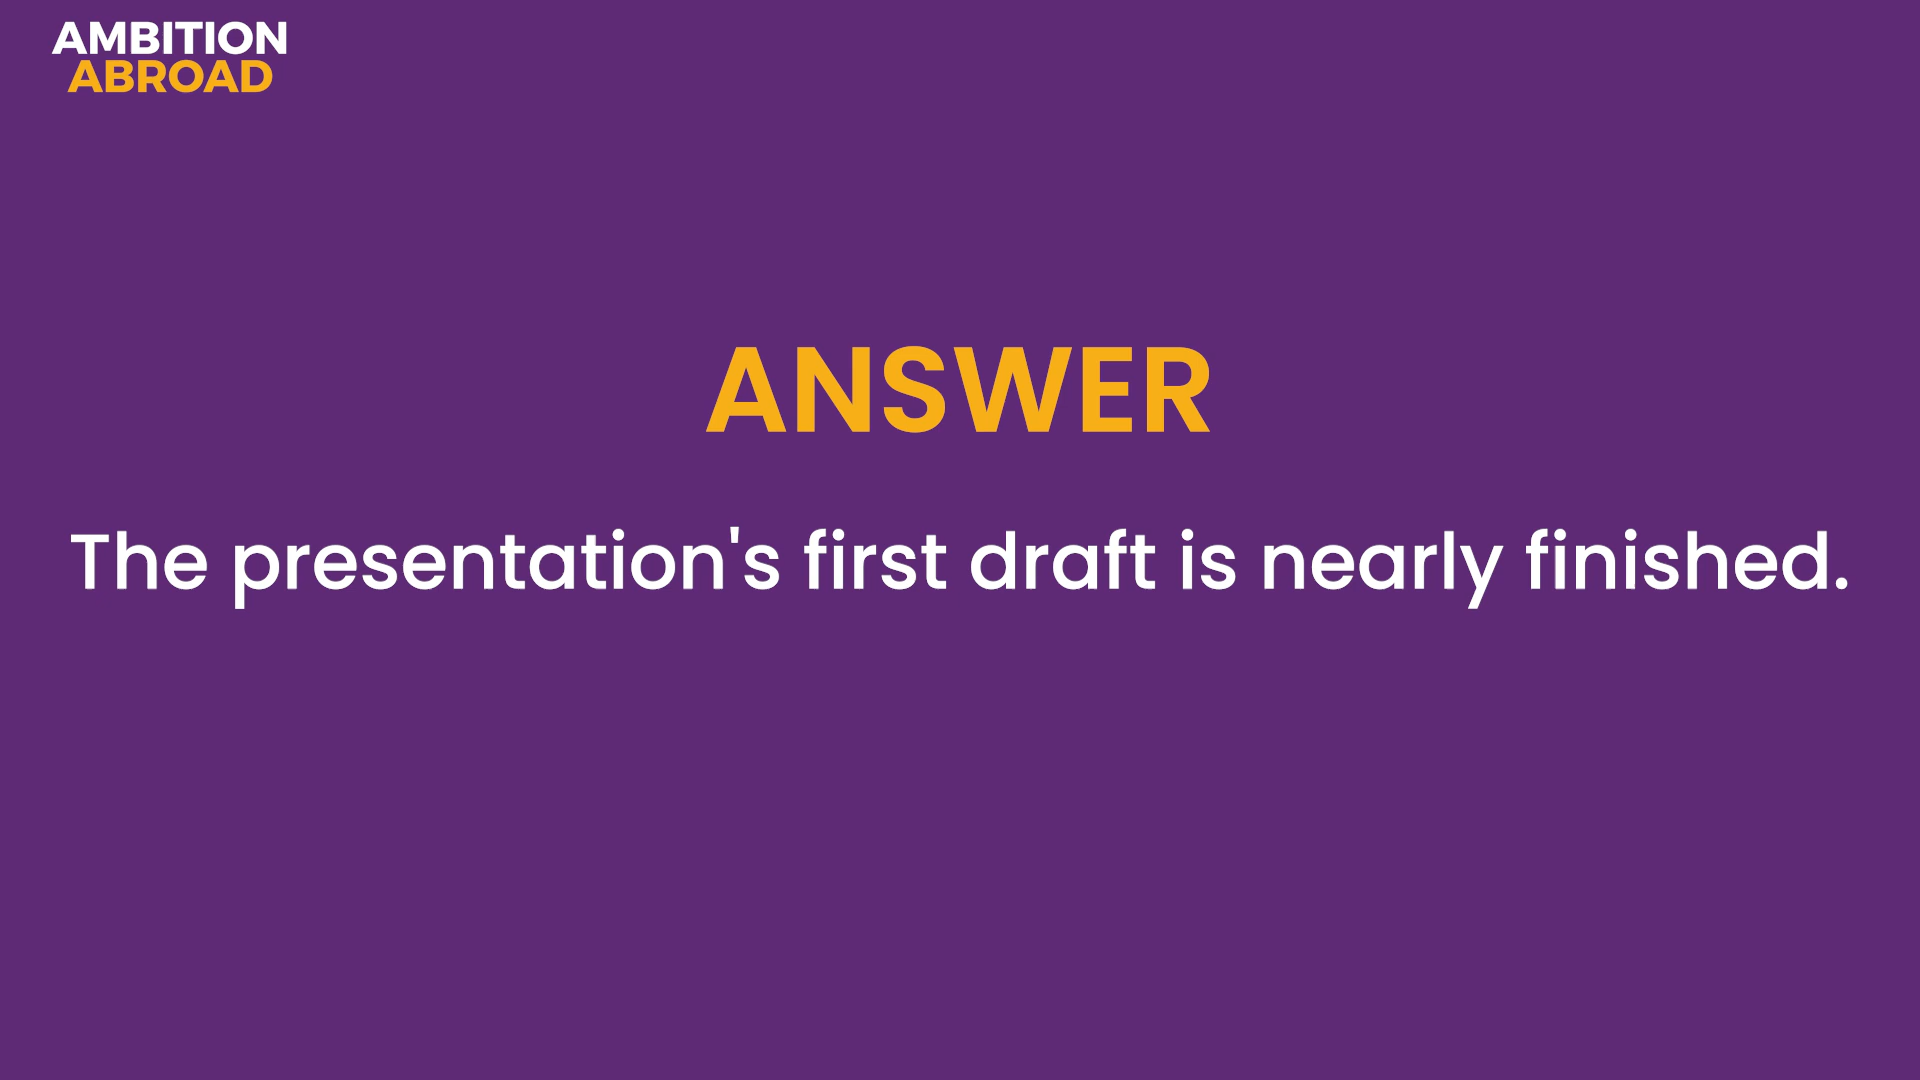 AMBITION
ABROAD
ANSWER
The presentation's first draft is nearly finished.